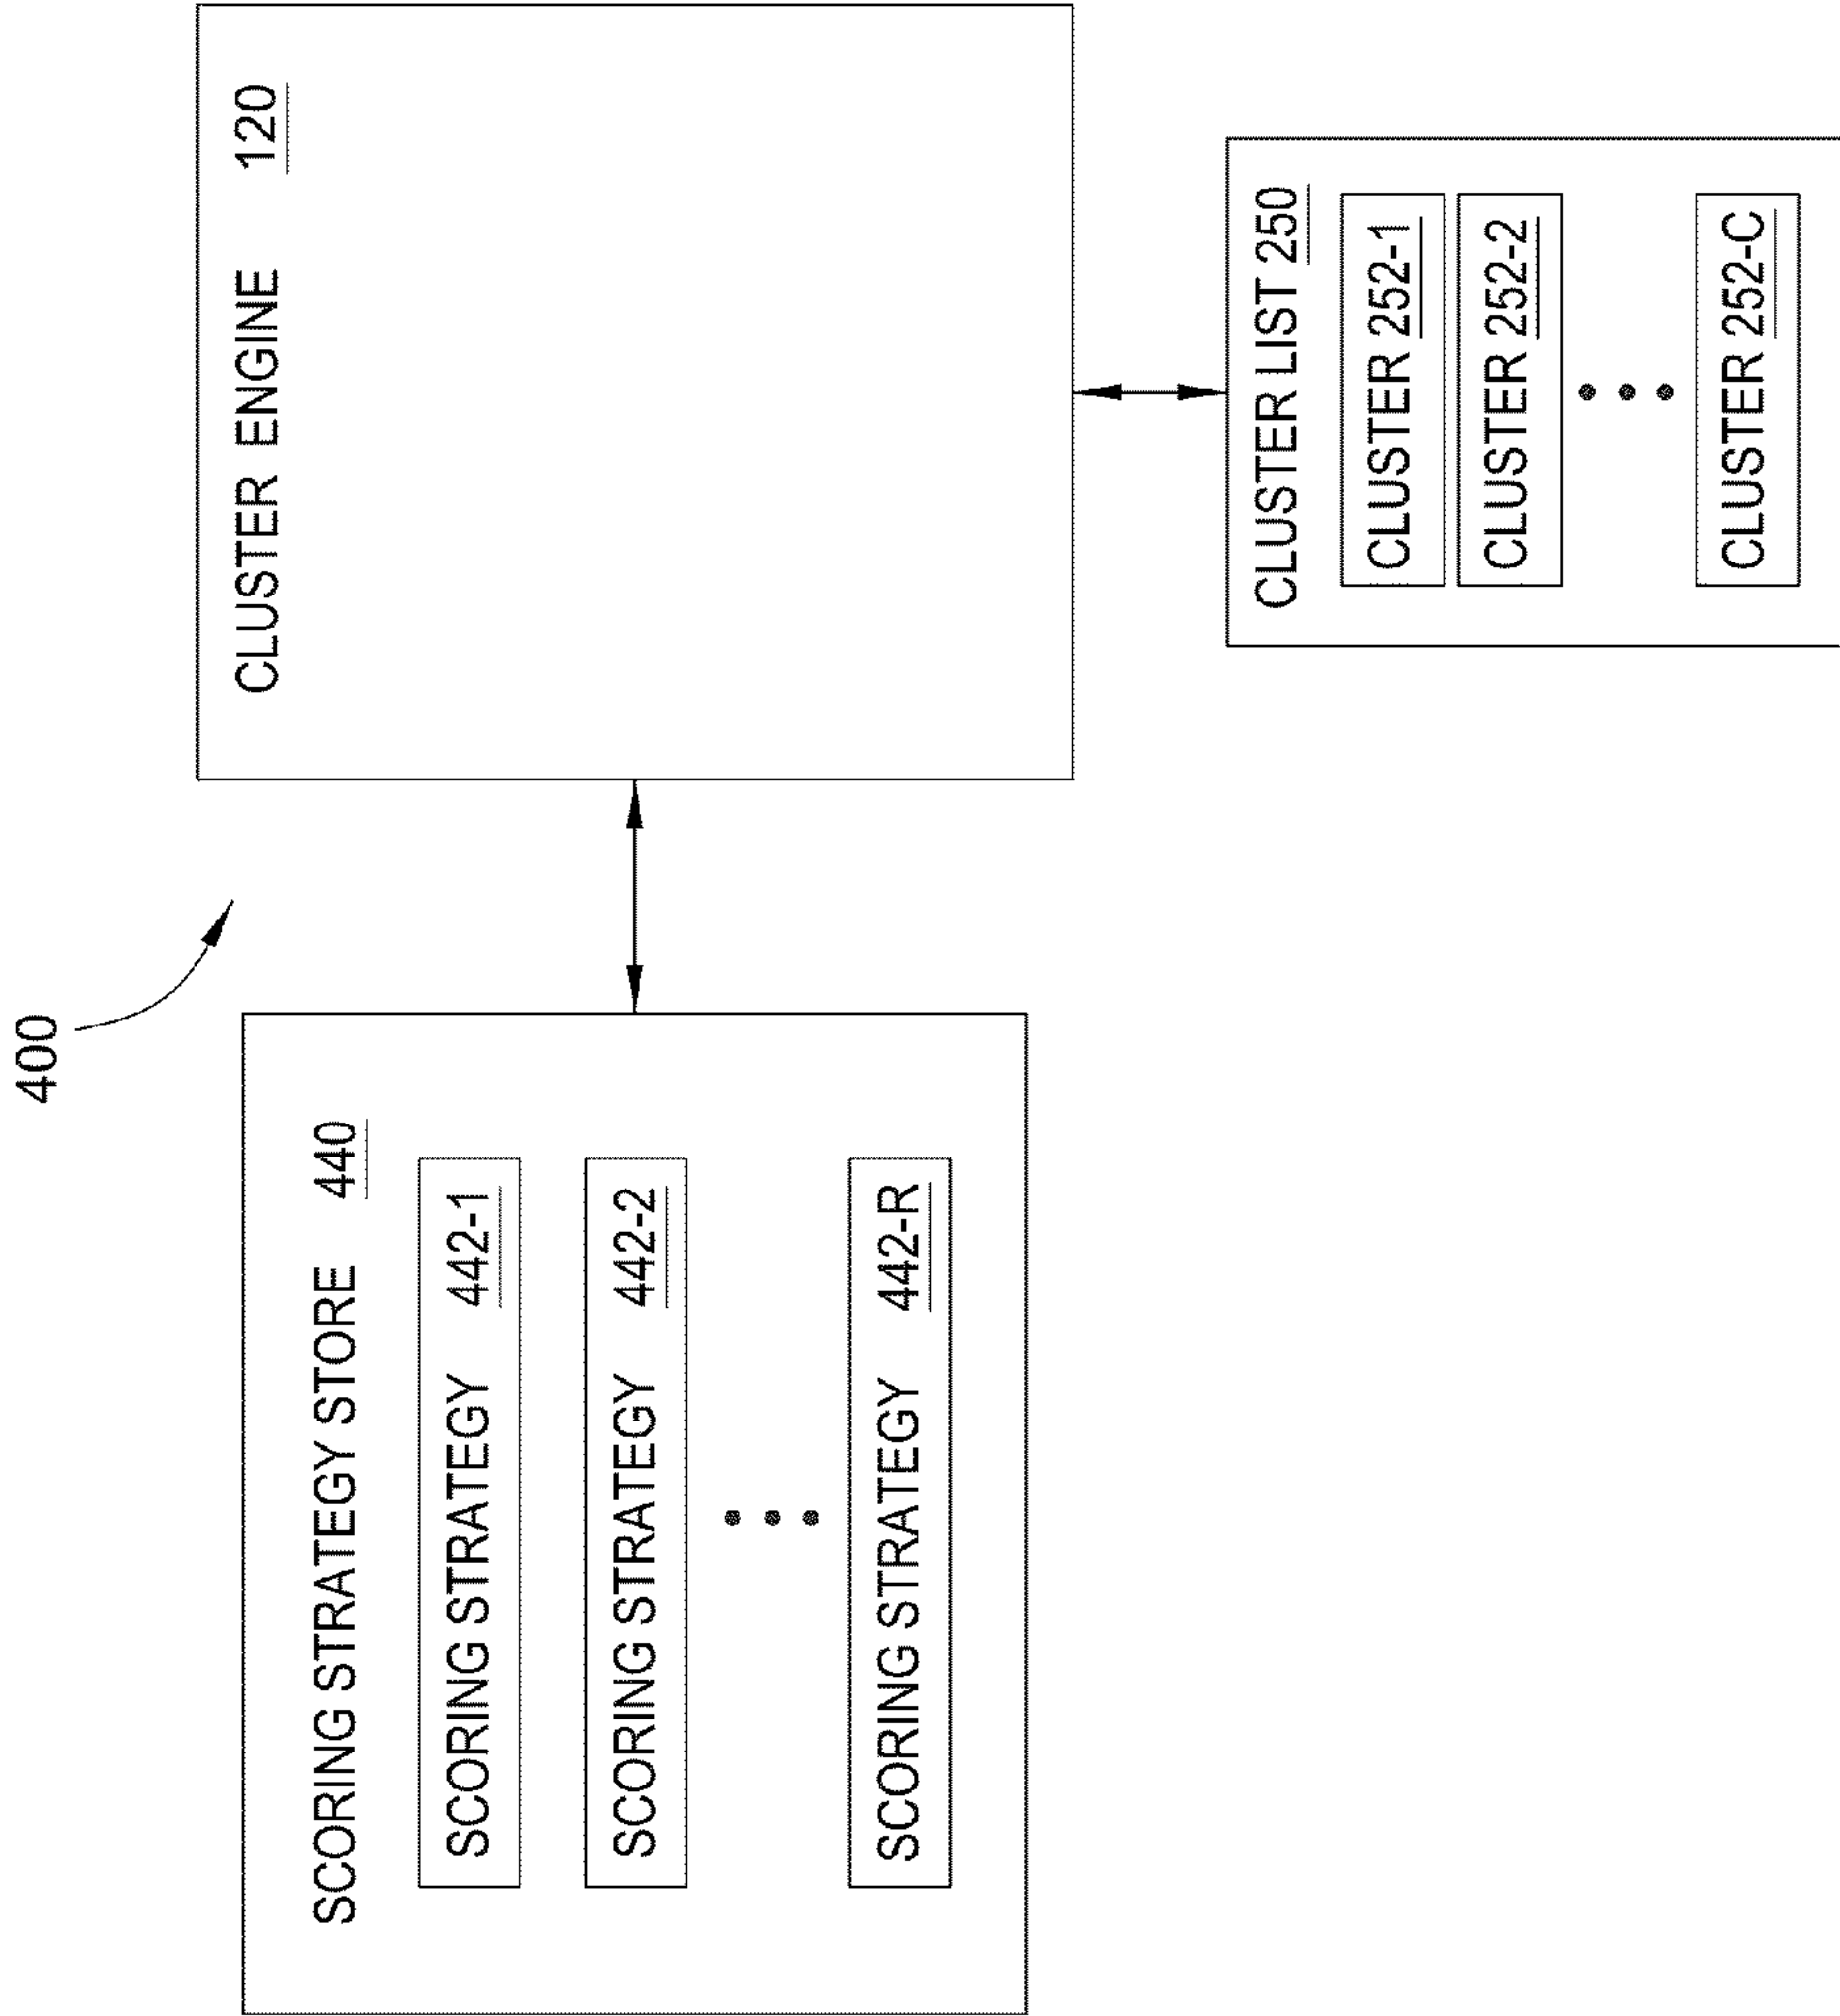 400
SCORING STRATEGY STORE 440
SCORING STRATEGY 442-1
SCORING STRATEGY 442-2
SCORING STRATEGY 442-R
CLUSTER ENGINE 120
CLUSTER LIST 250
CLUSTER 252-1
CLUSTER 252-2
CLUSTER 252-C